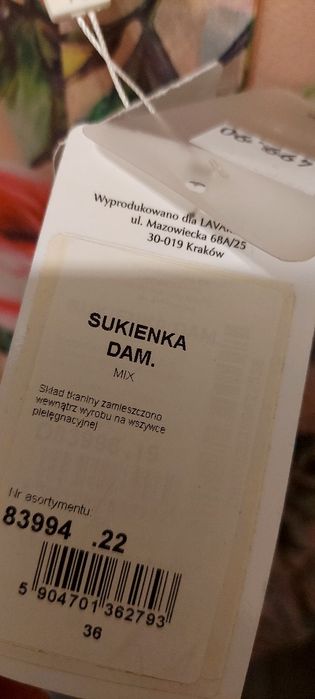 Wyprodukowano dla
ul. Mazowiecka 68A/25
30-019 Kraków
SUKIENKA
DAM.
MIX
Skład tkaniny zamieszczono
wewnątrz wyrobu na wszywce
pielęgnacyjnej
Nr asortymentu:
83994 .22
5 904701 362793
36